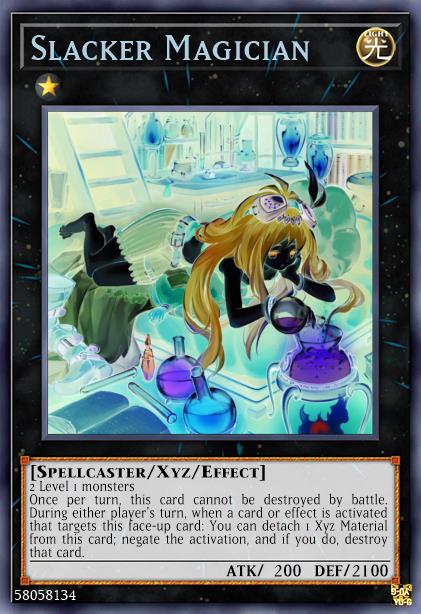 Slacker Magician
LIGHT
光
[Spellcaster/Xyz/Effect]
2 Level 1 monsters
Once per turn, this card cannot be destroyed by battle.
During either player's turn, when a card or effect is activated
that targets this face-up card: You can detach 1 Xyz Material
from this card; negate the activation, and if you do, destroy
that card.
ATK/ 200 DEF/2100
58058134